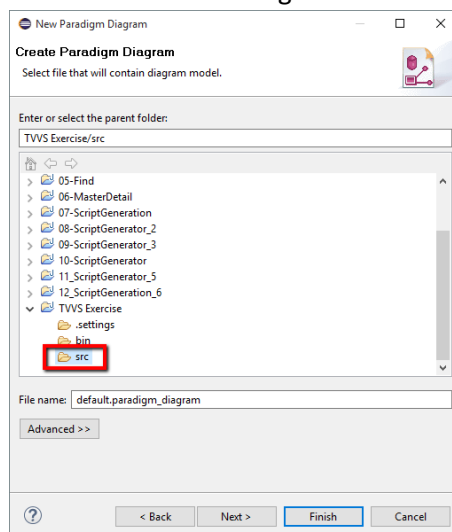 New Paradigm Diagram
Create Paradigm Diagram
Select file that will contain diagram model.
Enter or select the parent folder:
TVVS Exercise/src
05-Find
06-MasterDetail
07-ScriptGeneration
08-ScriptGenerator_2
09-ScriptGenerator_3
10-ScriptGenerator
11_ScriptGenerator_5
12_ScriptGeneration_6
TVVS Exercise
.settings
bin
src
File name: default.paradigm_diagram
Advanced >>
? < Back Next > Finish Cancel